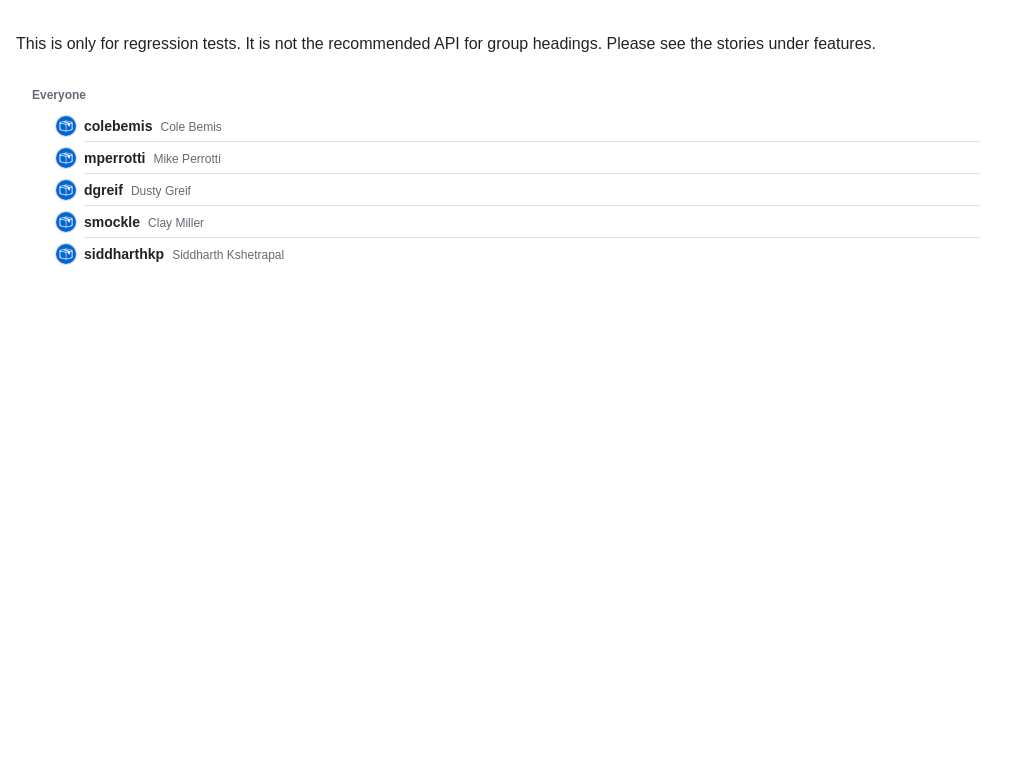 This is only for regression tests. It is not the recommended API for group headings. Please see the stories under features.
Everyone
colebemis Cole Bemis
mperrotti Mike Perrotti
dgreif Dusty Greif
smockle Clay Miller
siddharthkp Siddharth Kshetrapal